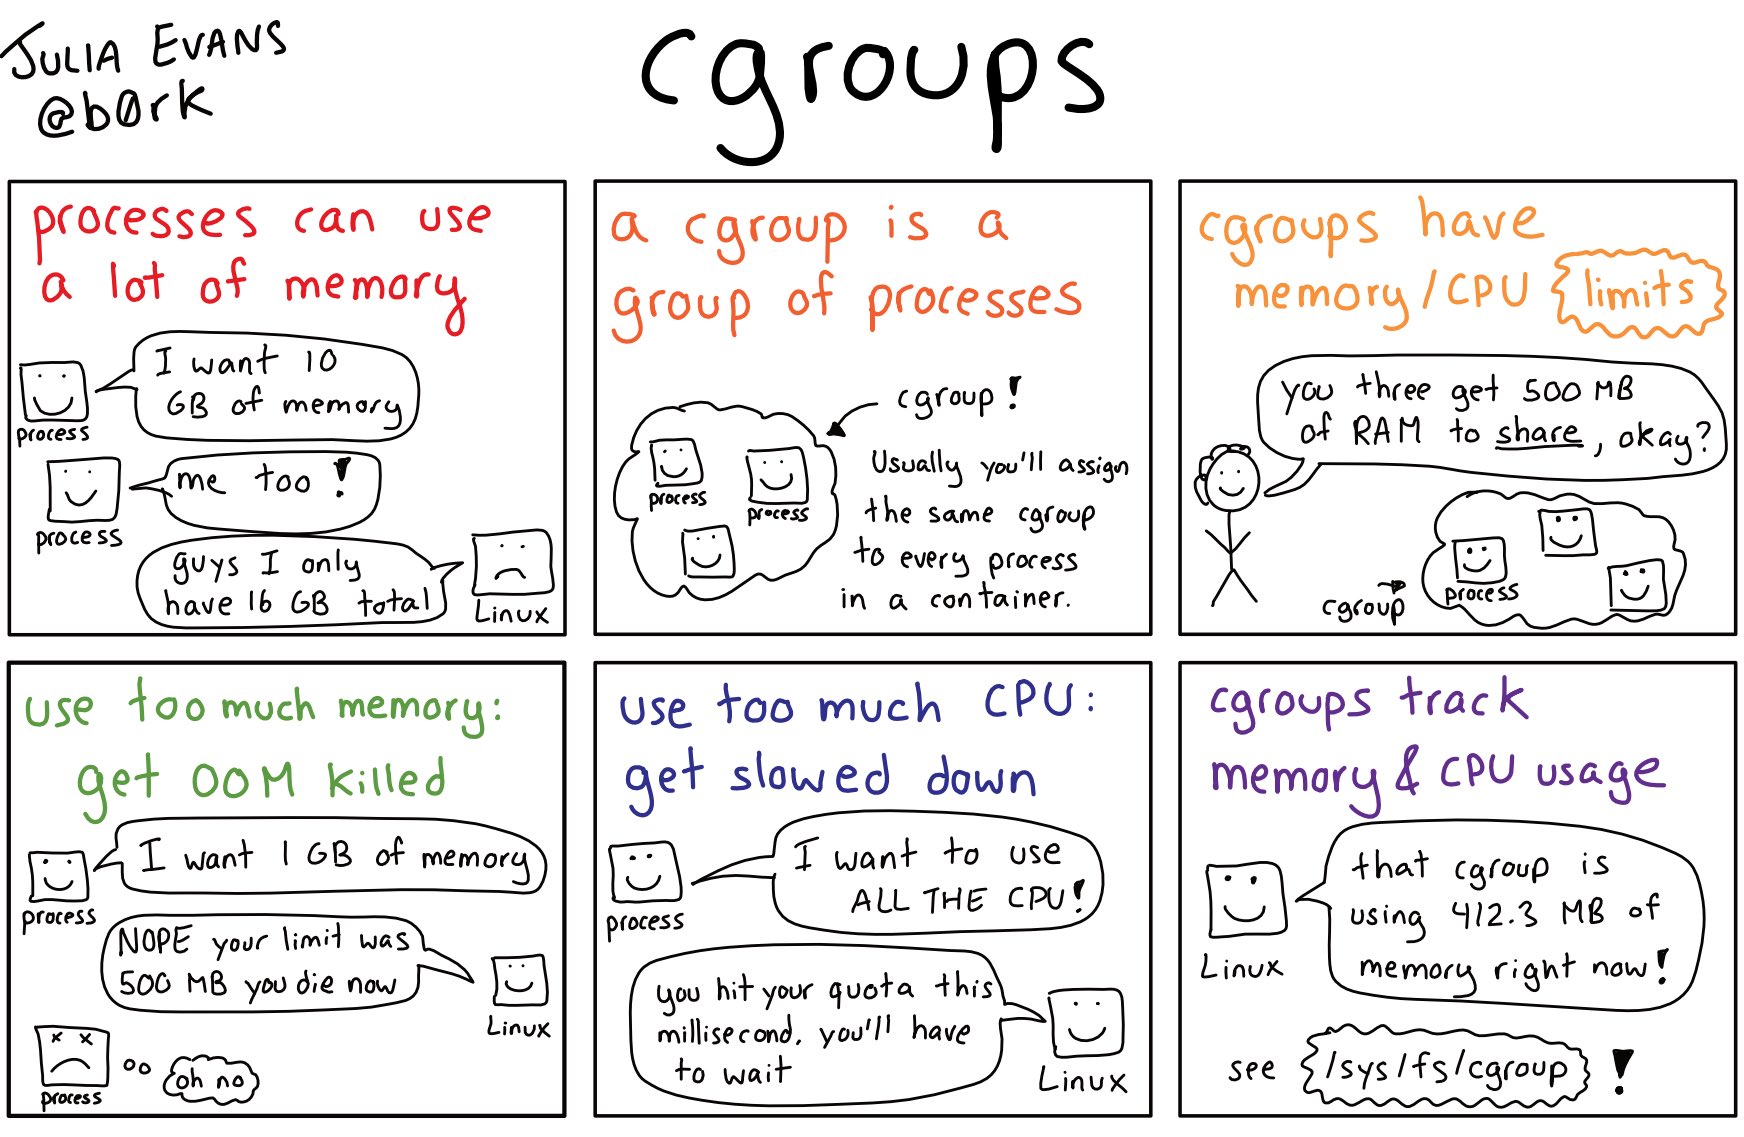 JULIA EVANS
@b0rk
cgroups
processes can use
a lot of memory
I want 10
GB of memory
process
me too!
process
guys I only
have 16 GB total
Linux
a cgroup is a
group of processes
cgroup!
process
process
Usually you'll assign
the same cgroup
to every process
in a container.
cgroups have
memory/CPU limits
you three get 500 MB
of RAM to share, okay?
cgroup
process
use too much memory:
get OOM killed
I want 1 GB of memory
process
NOPE your limit was
500 MB you die now
Linux
process
oh no
use too much CPU:
get slowed down
I want to use
ALL THE CPU!
process
you hit your quota this
millisecond, you'll have
to wait
Linux
cgroups track
memory & CPU usage
that cgroup is
using 412.3 MB of
memory right now!
Linux
see /sys/fs/cgroup!